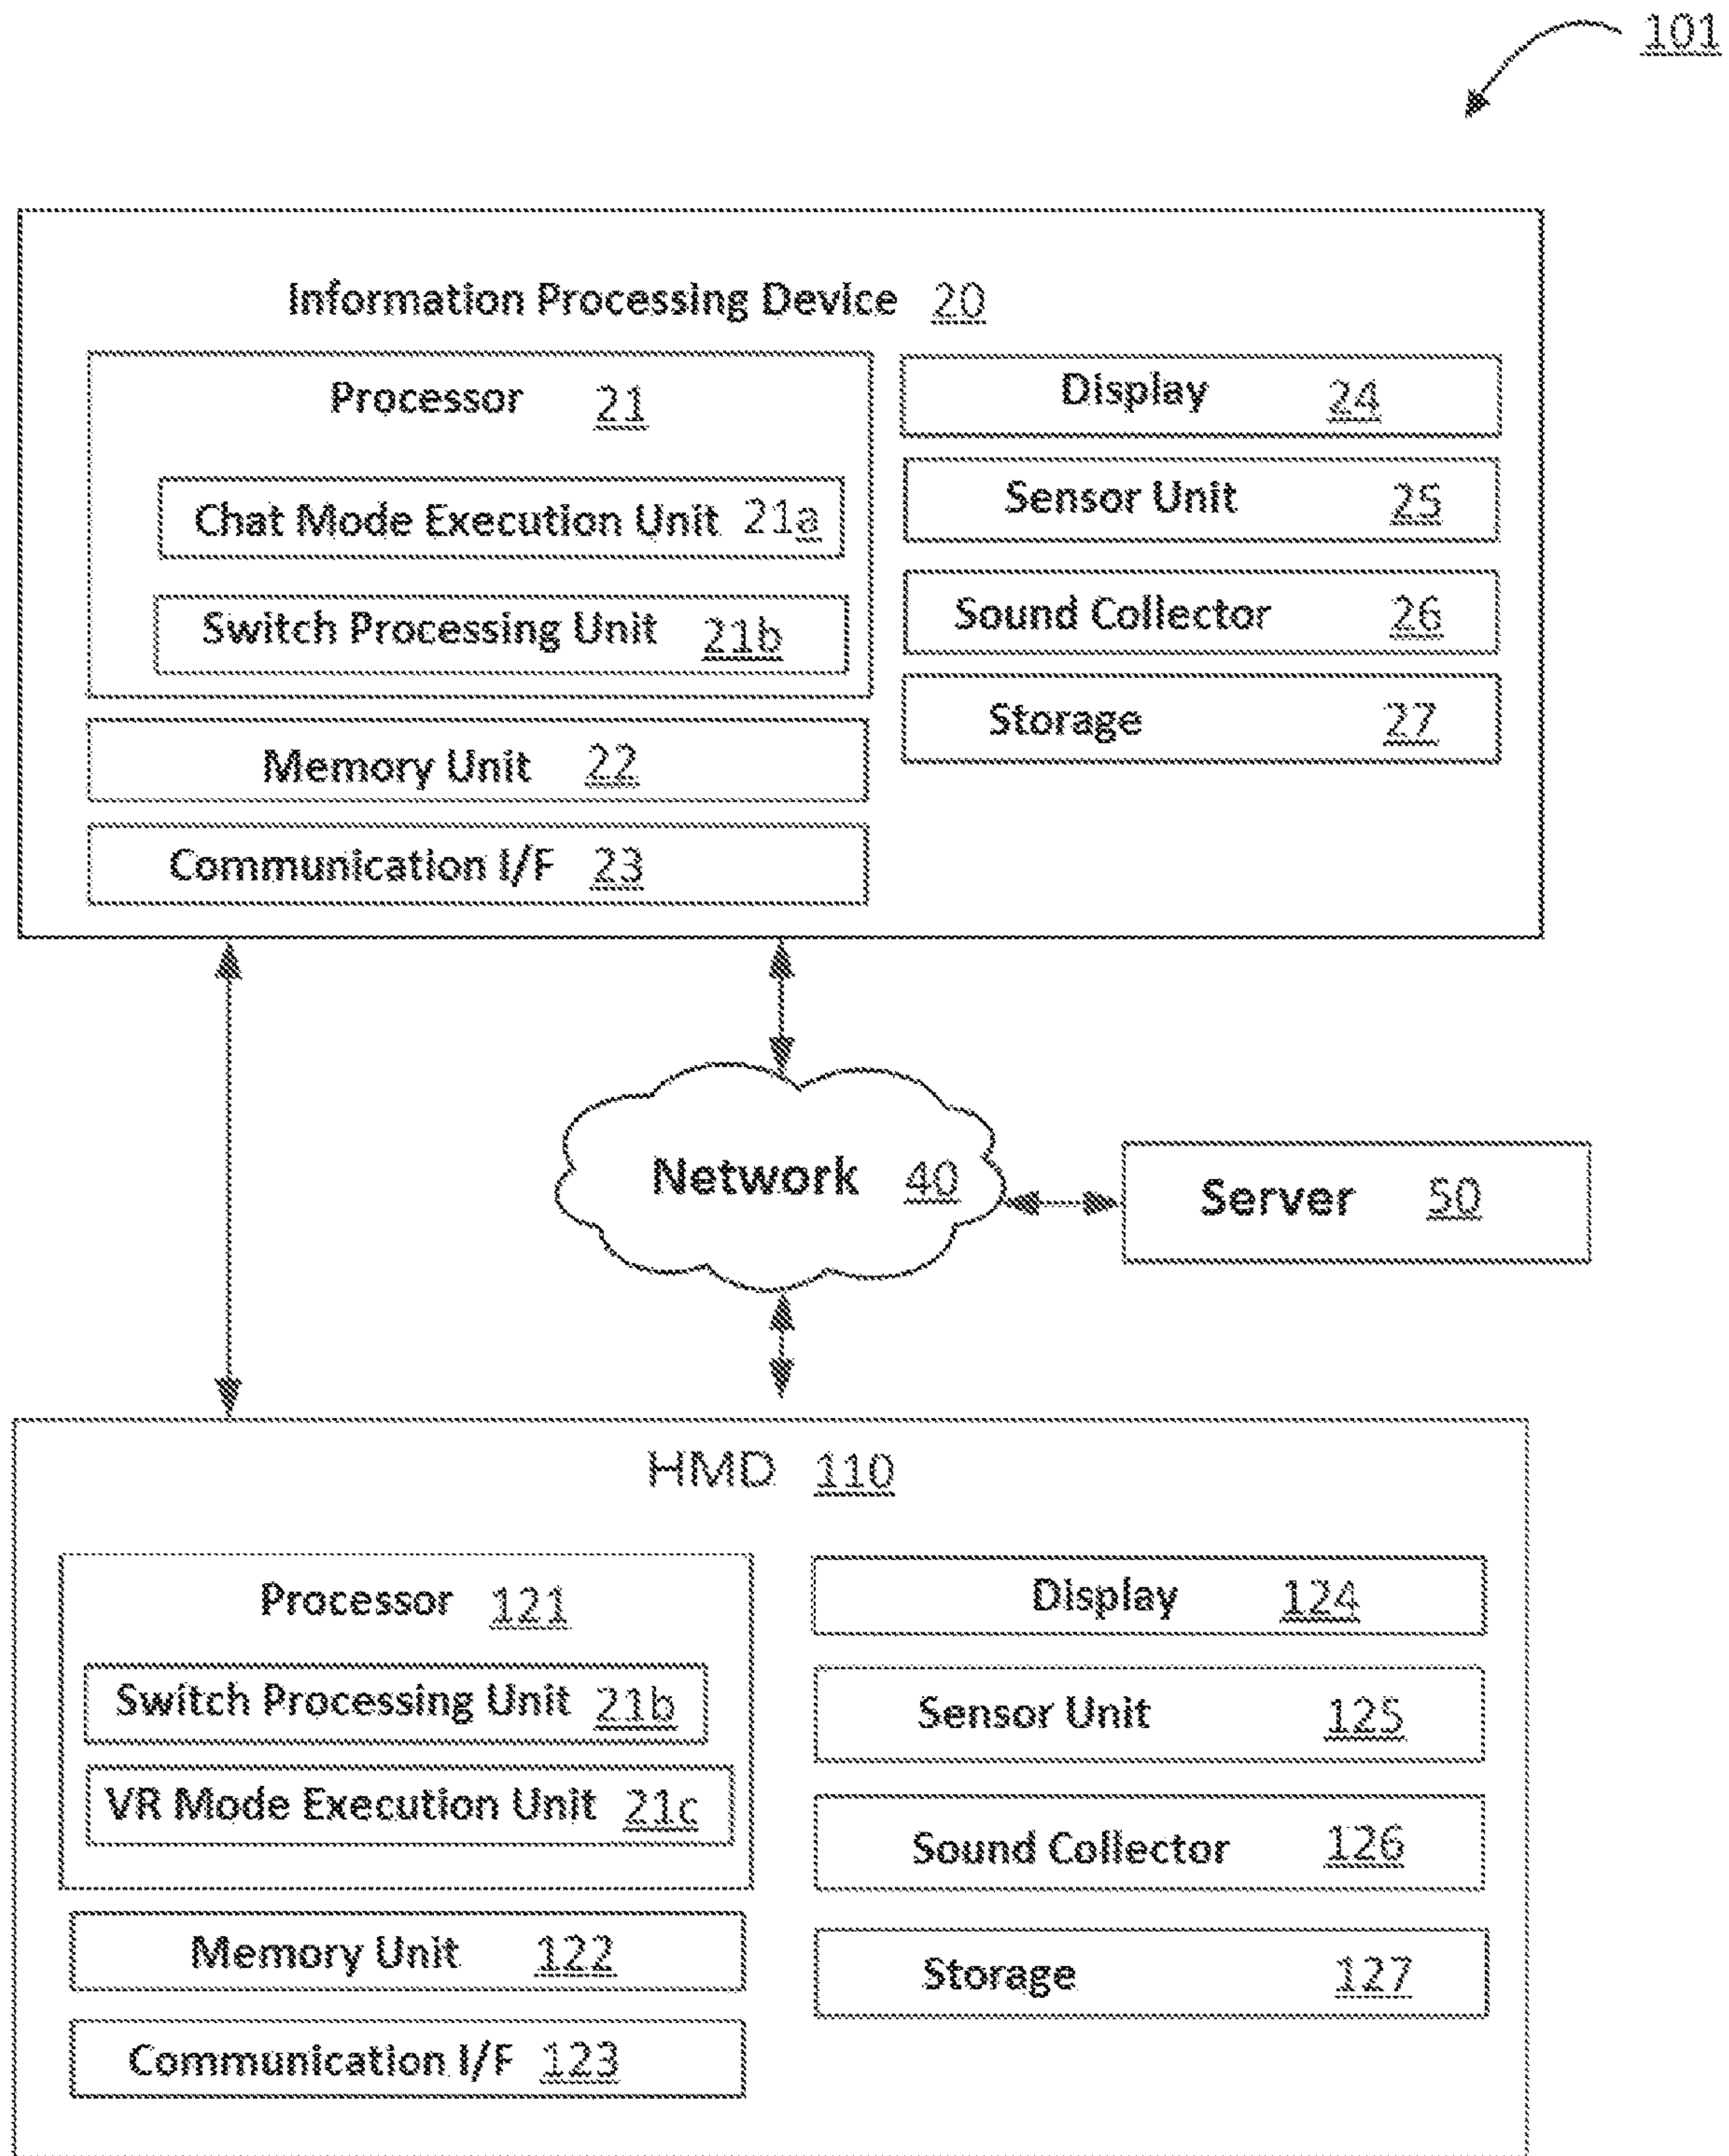 101
Information Processing Device 20
Processor 21
Chat Mode Execution Unit 21a
Switch Processing Unit 21b
Memory Unit 22
Communication I/F 23
Display 24
Sensor Unit 25
Sound Collector 26
Storage 27
Network 40
Server 50
HMD 110
Processor 121
Switch Processing Unit 21b
VR Mode Execution Unit 21c
Memory Unit 122
Communication I/F 123
Display 124
Sensor Unit 125
Sound Collector 126
Storage 127